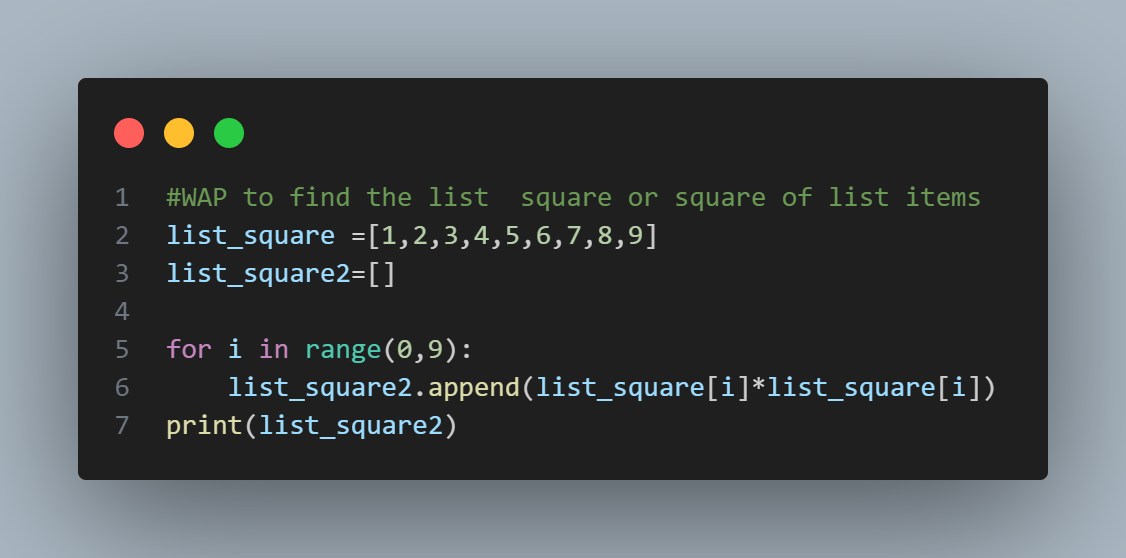 1 #WAP to find the list  square or square of list items
2 list_square =[1,2,3,4,5,6,7,8,9]
3 list_square2=[]
4
5 for i in range(0,9):
6     list_square2.append(list_square[i]*list_square[i])
7 print(list_square2)